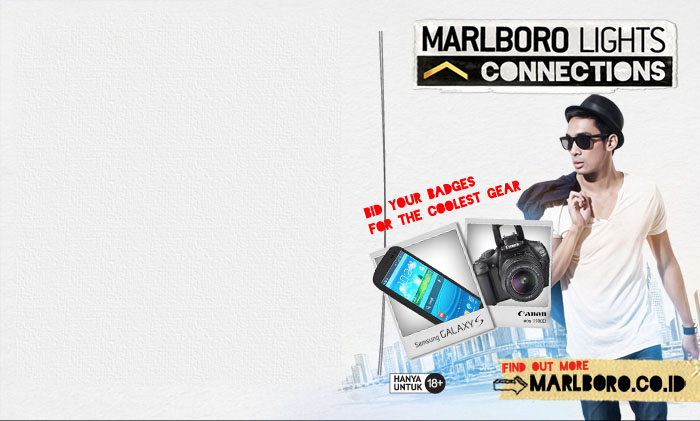 MARLBORO LIGHTS
CONNECTIONS
BID YOUR BADGES
FOR THE COOLEST GEAR
Canon
Samsung GALAXY S
Canon
HANYA
UNTUK 18+
FIND OUT MORE
MARLBORO.CO.ID